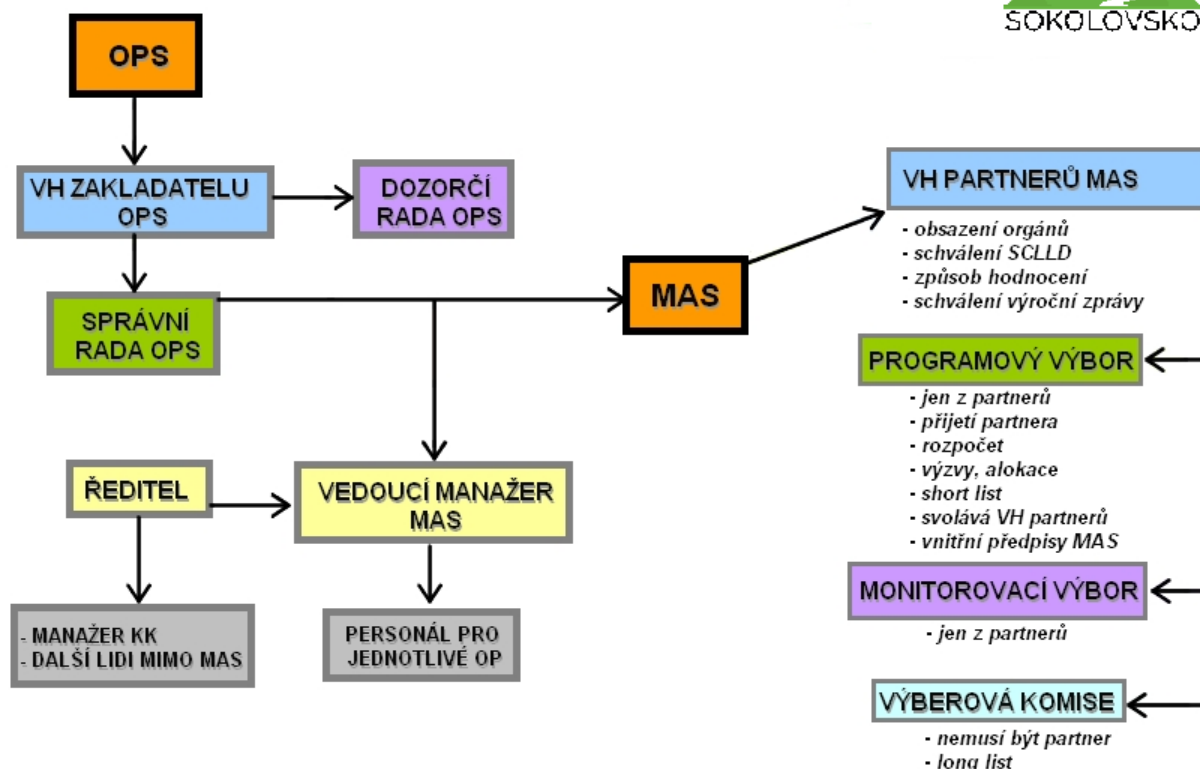 SOKOLOVSKO
OPS
VH ZAKLADATELU
OPS
DOZORČÍ
RADA OPS
SPRÁVNÍ
RADA OPS
MAS
ŘEDITEL
VEDOUCÍ MANAŽER
MAS
- MANAŽER KK
- DALŠÍ LIDI MIMO MAS
PERSONÁL PRO
JEDNOTLIVÉ OP
VH PARTNERŮ MAS
- obsazení orgánů
- schválení SCLLD
- způsob hodnocení
- schválení výroční zprávy
PROGRAMOVÝ VÝBOR
- jen z partnerů
- přijetí partnera
- rozpočet
- výzvy, alokace
- short list
- svolává VH partnerů
- vnitřní předpisy MAS
MONITOROVACÍ VÝBOR
- jen z partnerů
VÝBEROVÁ KOMISE
- nemusí být partner
- long list